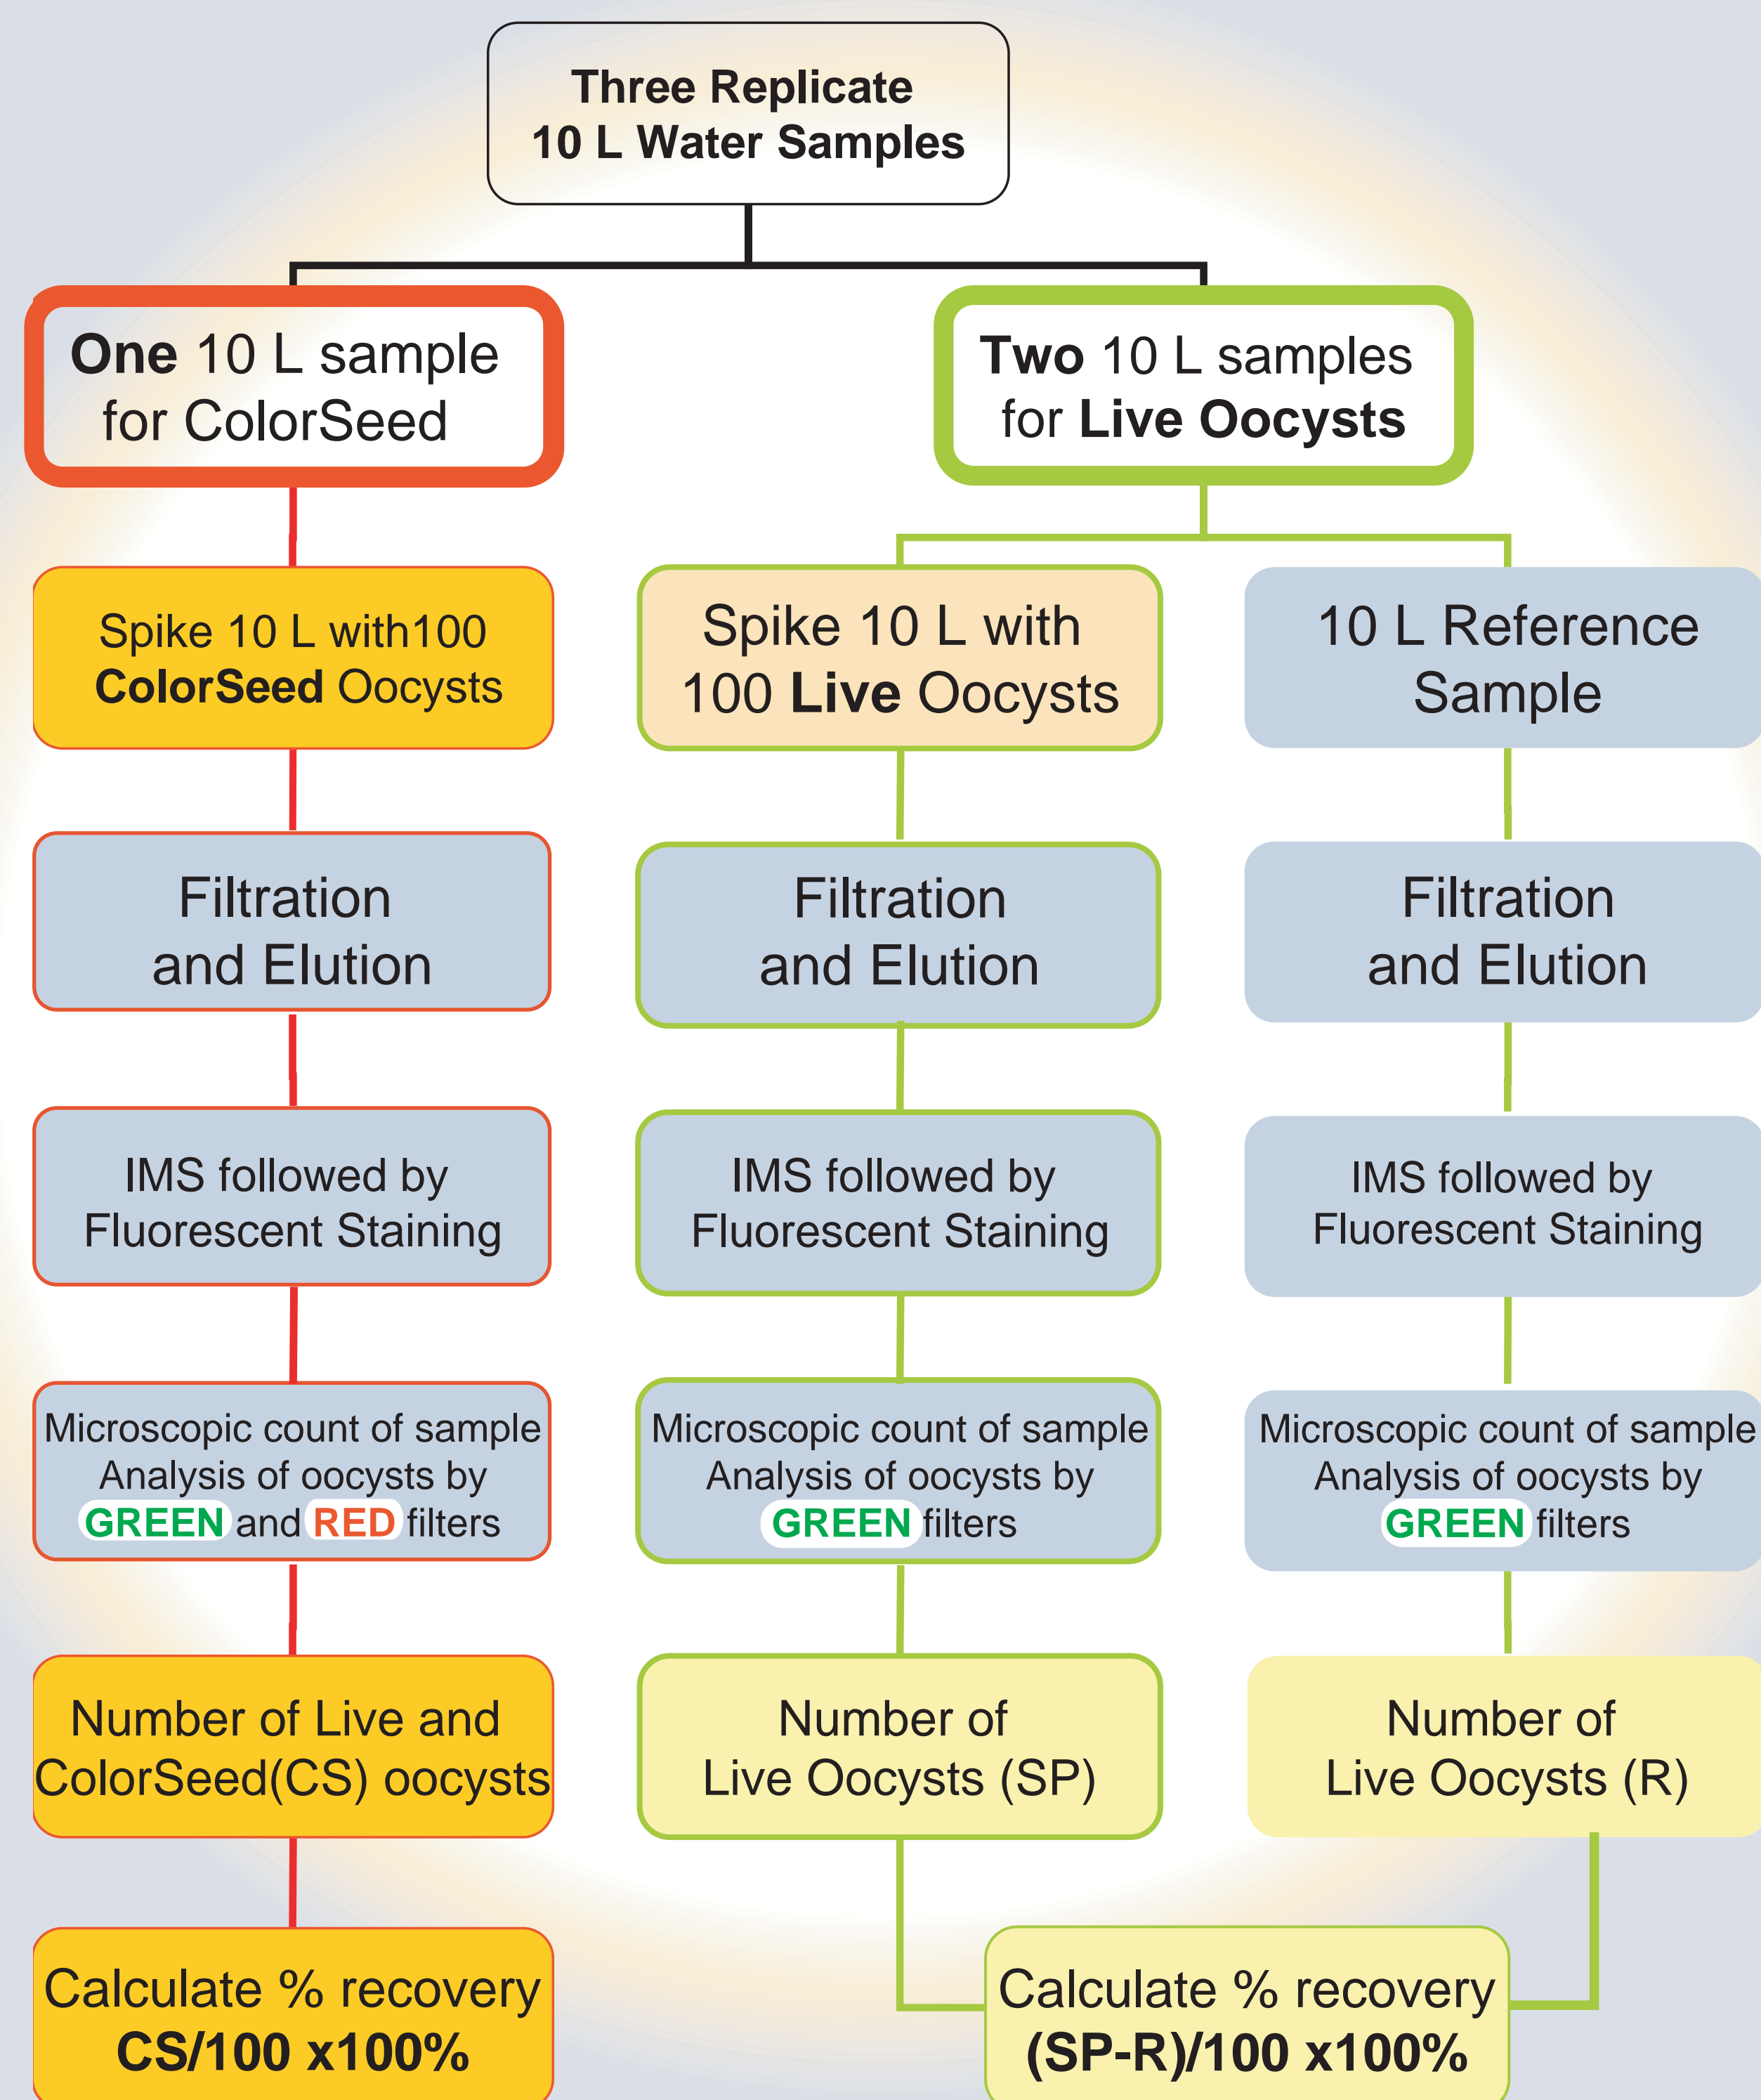 Three Replicate
10 L Water Samples
One 10 L sample
for ColorSeed
Two 10 L samples
for Live Oocysts
Spike 10 L with100
ColorSeed Oocysts
Spike 10 L with
100 Live Oocysts
10 L Reference
Sample
Filtration
and Elution
Filtration
and Elution
Filtration
and Elution
IMS followed by
Fluorescent Staining
IMS followed by
Fluorescent Staining
IMS followed by
Fluorescent Staining
Microscopic count of sample
Analysis of oocysts by
GREEN and RED filters
Microscopic count of sample
Analysis of oocysts by
GREEN filters
Microscopic count of sample
Analysis of oocysts by
GREEN filters
Number of Live and
ColorSeed(CS) oocysts
Number of
Live Oocysts (SP)
Number of
Live Oocysts (R)
Calculate % recovery
CS/100 x100%
Calculate % recovery
(SP-R)/100 x100%